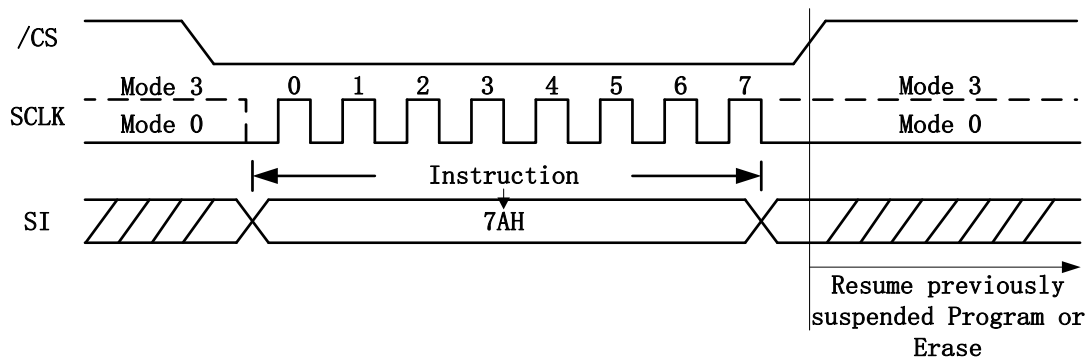 /CS
Mode 3 0 1 2 3 4 5 6 7 Mode 3
SCLK
Mode 0 Mode 0
Instruction
SI 7AH
Resume previously
suspended Program or
Erase